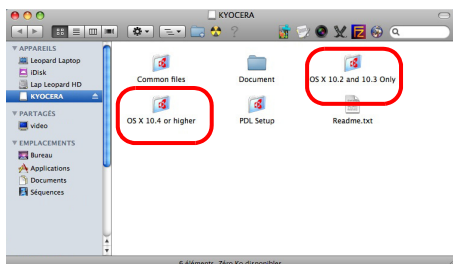 KYOCERA
APPAREILS
Leopard Laptop
iDisk
Lap Leopard HD
KYOCERA
PARTAGÉS
video
EMPLACEMENTS
Bureau
Applications
Documents
Séquences
Common files
Document
OS X 10.2 and 10.3 Only
OS X 10.4 or higher
PDL Setup
Readme.txt
6 éléments, Zéro Ko disponibles